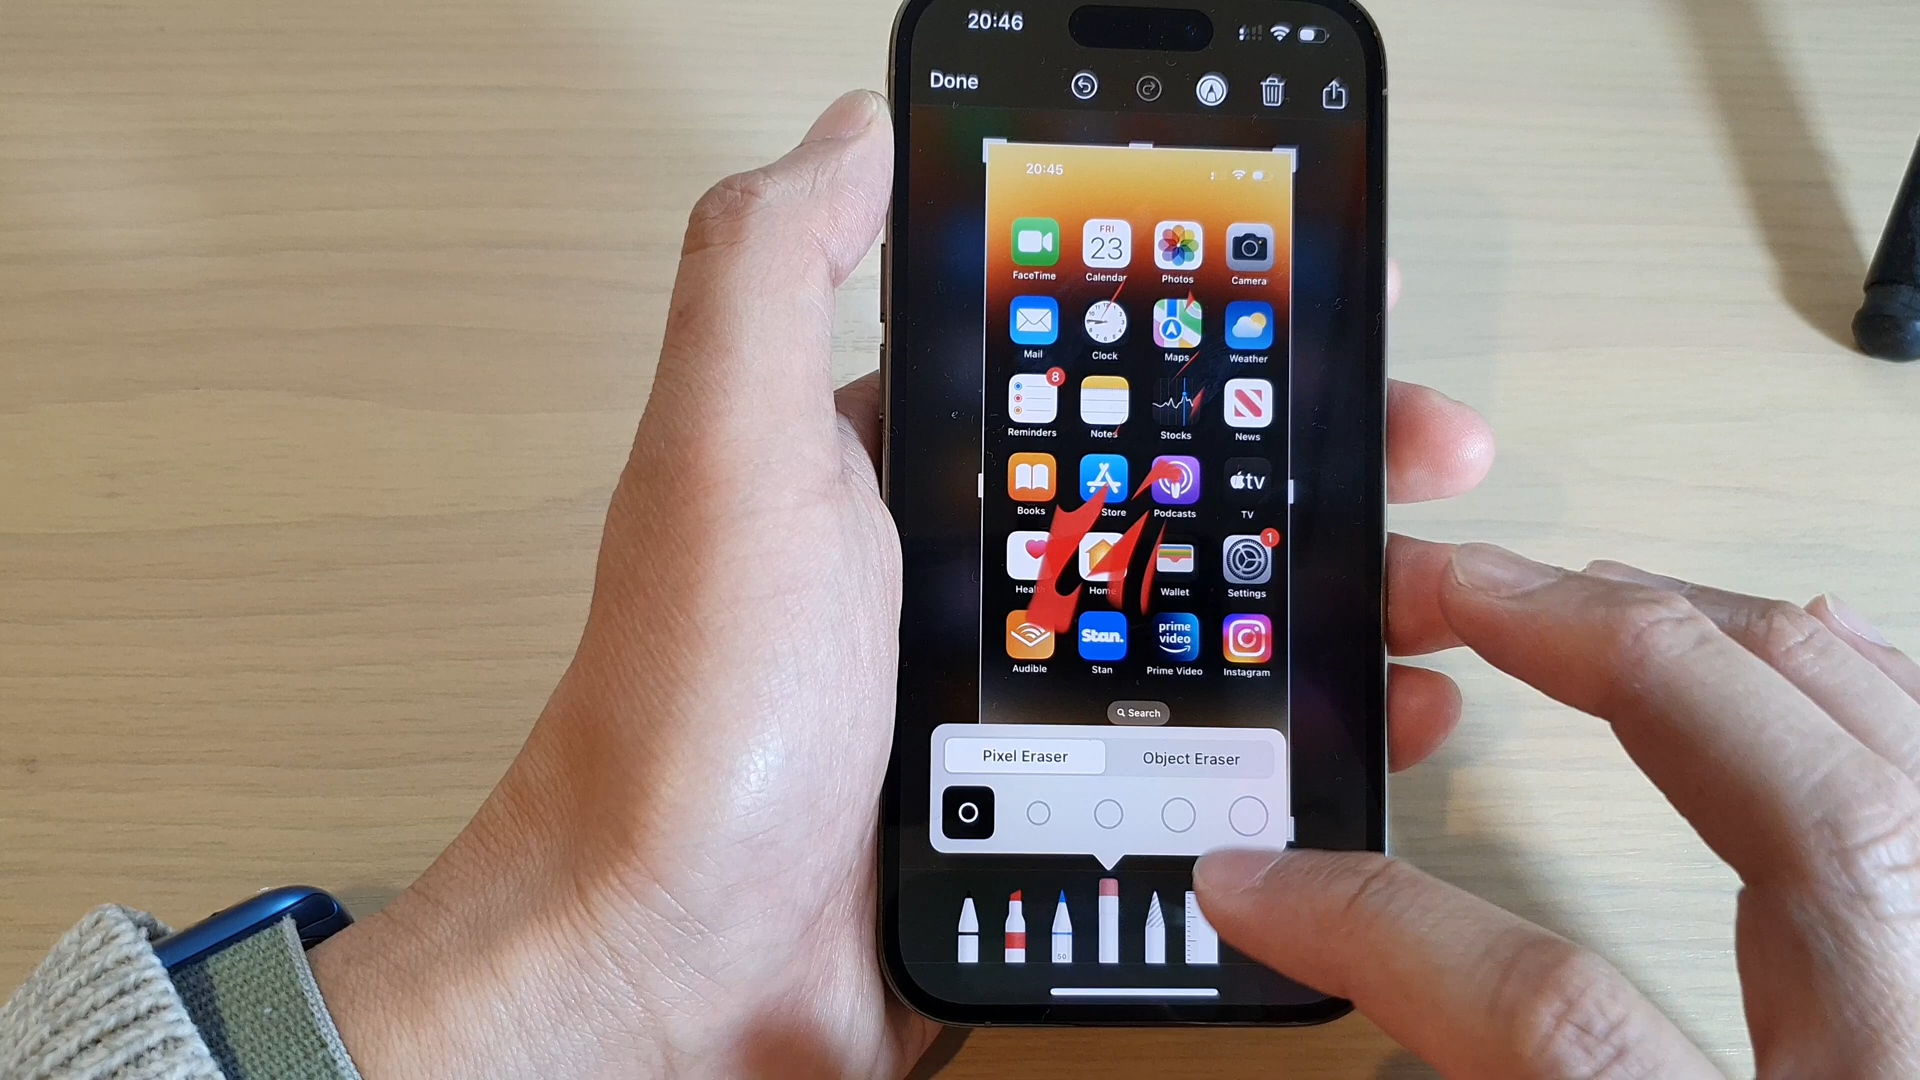 20:46
Done
20:45
FRI
23
FaceTime Calendar Photos Camera
Mail Clock Maps Weather
8
Reminders Notes Stocks News
tv
Books Store Podcasts TV
1
Health Home Wallet Settings
Stan.
prime
video
Audible Stan Prime Video Instagram
Search
Pixel Eraser Object Eraser
50